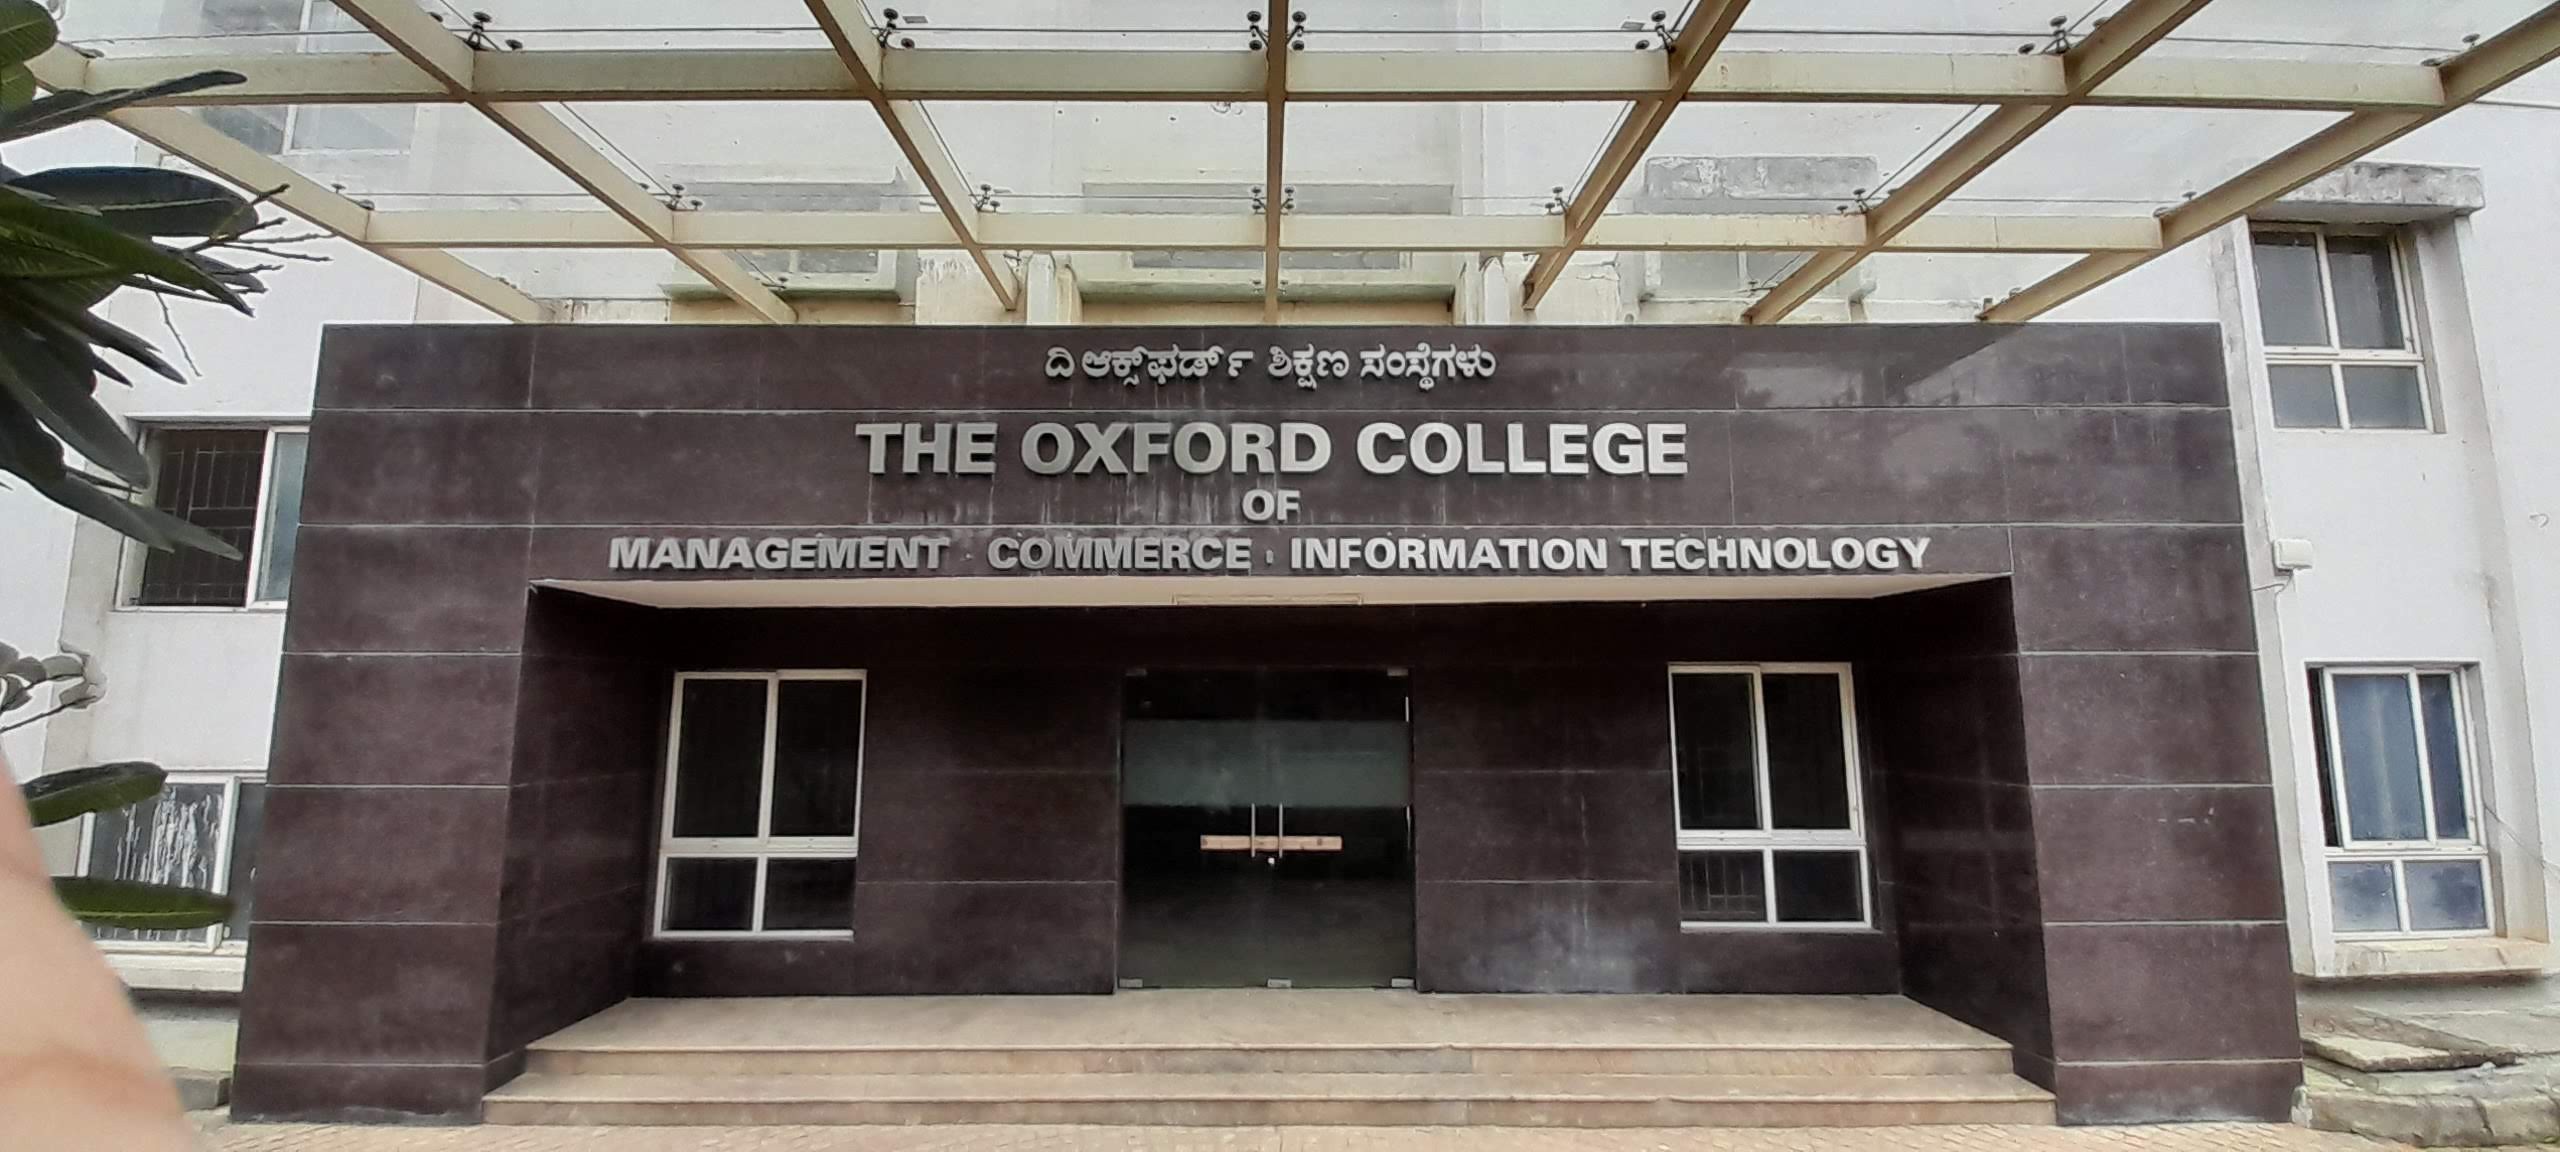 ದಿ ಆಕ್ಸ್‌ಫರ್ಡ್ ಶಿಕ್ಷಣ ಸಂಸ್ಥೆಗಳು
THE OXFORD COLLEGE
OF
MANAGEMENT · COMMERCE · INFORMATION TECHNOLOGY